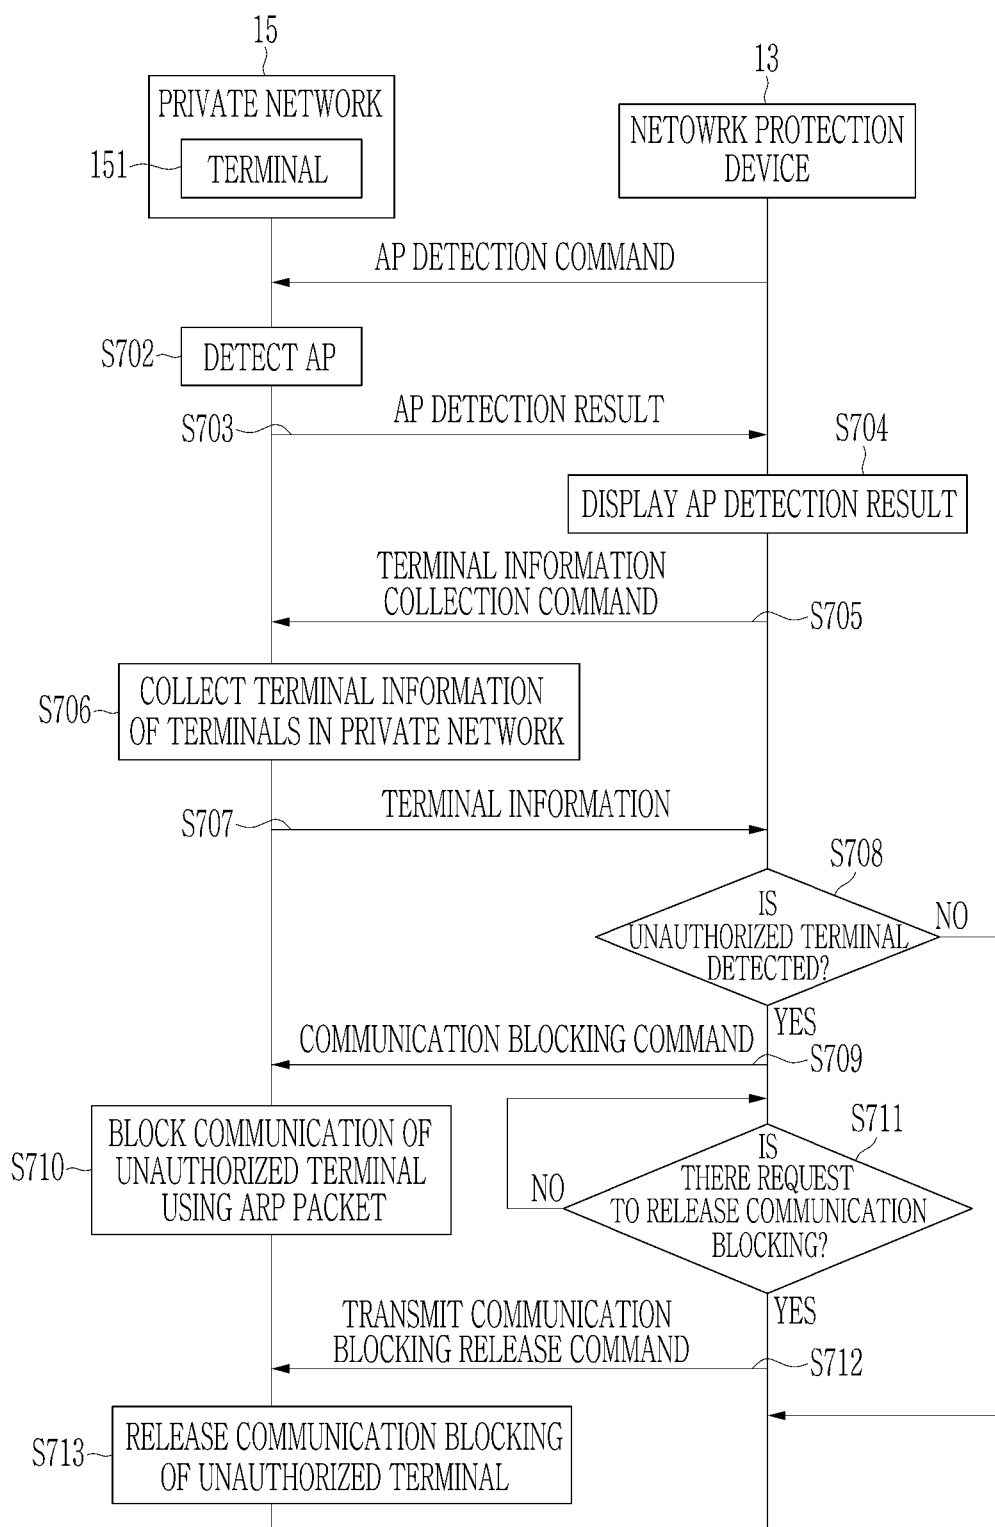 15
13
PRIVATE NETWORK
151
TERMINAL
NETOWRK PROTECTION
DEVICE
AP DETECTION COMMAND
S702
DETECT AP
S703
AP DETECTION RESULT
S704
DISPLAY AP DETECTION RESULT
TERMINAL INFORMATION
COLLECTION COMMAND
S705
S706
COLLECT TERMINAL INFORMATION
OF TERMINALS IN PRIVATE NETWORK
S707
TERMINAL INFORMATION
S708
IS
UNAUTHORIZED TERMINAL
DETECTED?
NO
YES
COMMUNICATION BLOCKING COMMAND
S709
S710
BLOCK COMMUNICATION OF
UNAUTHORIZED TERMINAL
USING ARP PACKET
S711
IS
THERE REQUEST
TO RELEASE COMMUNICATION
BLOCKING?
NO
YES
TRANSMIT COMMUNICATION
BLOCKING RELEASE COMMAND
S712
S713
RELEASE COMMUNICATION BLOCKING
OF UNAUTHORIZED TERMINAL